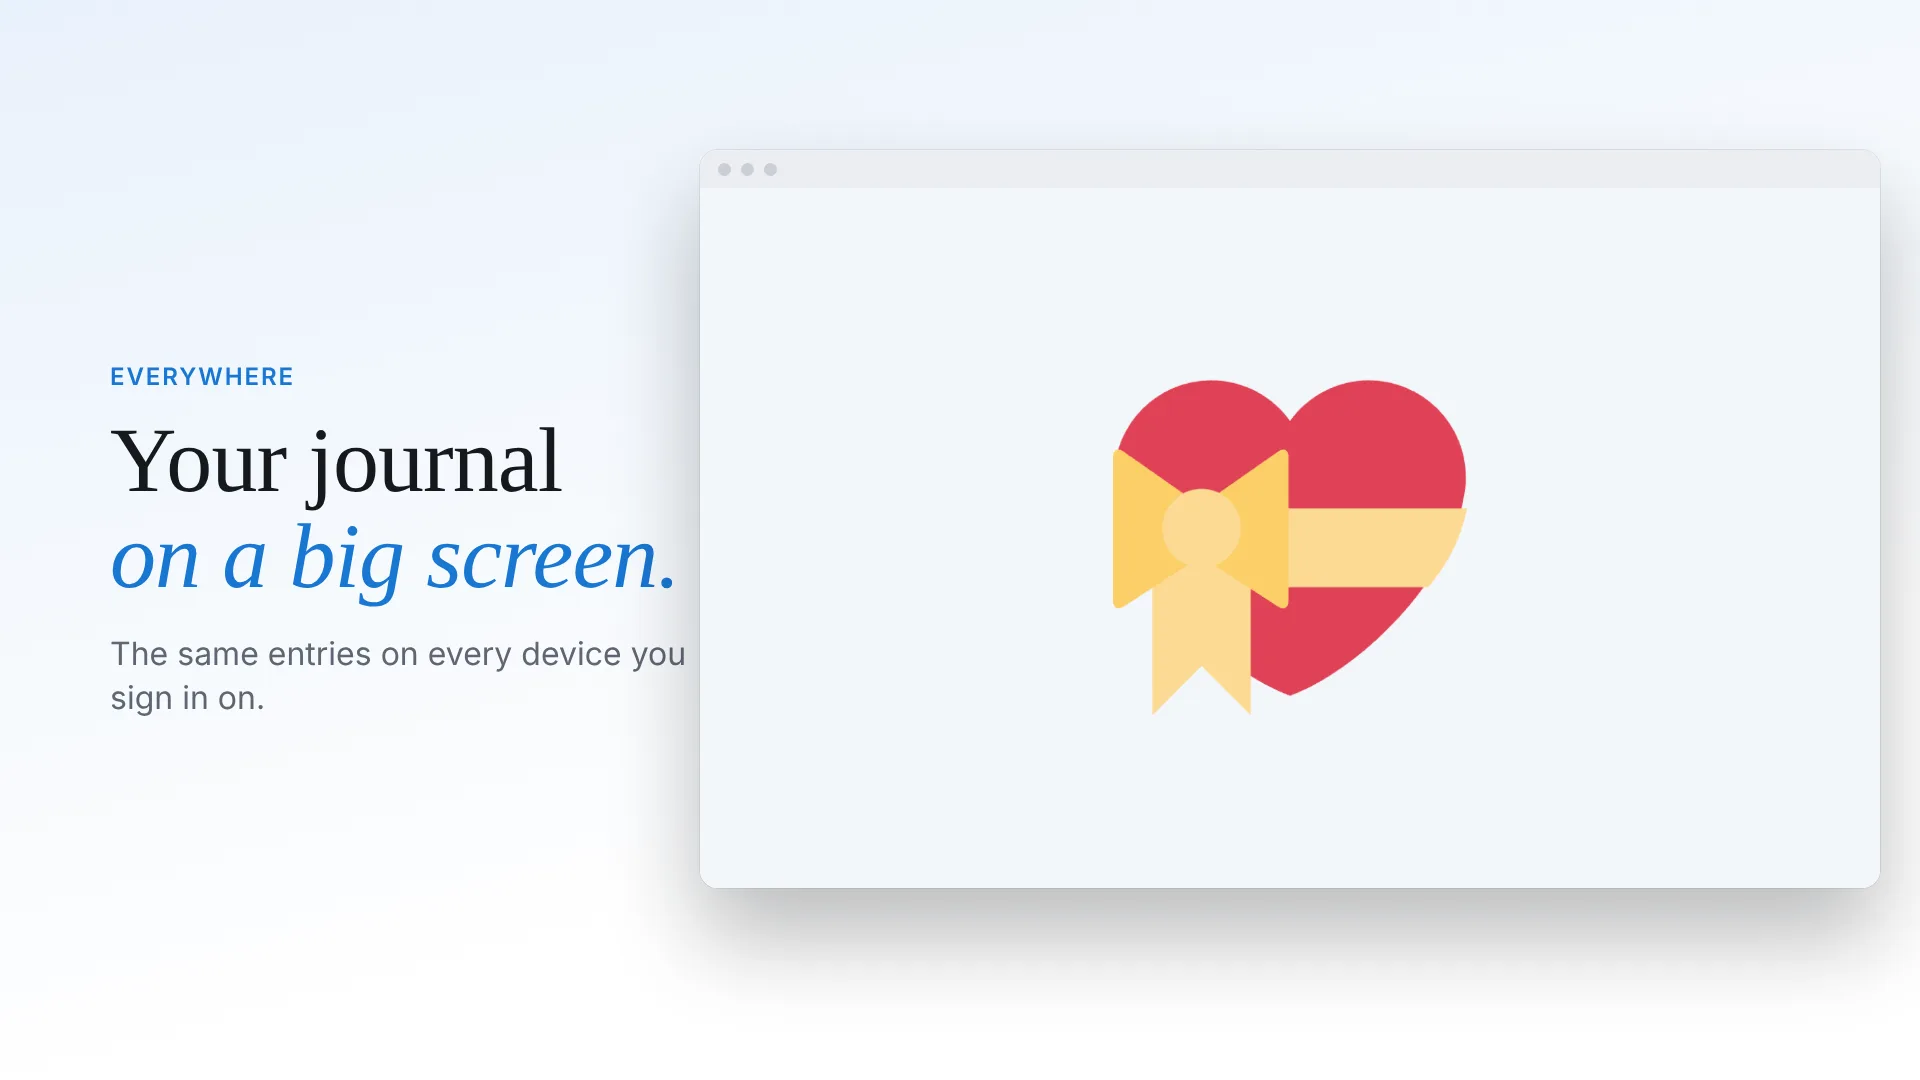 EVERYWHERE
Your journal
on a big screen.
The same entries on every device you
sign in on.